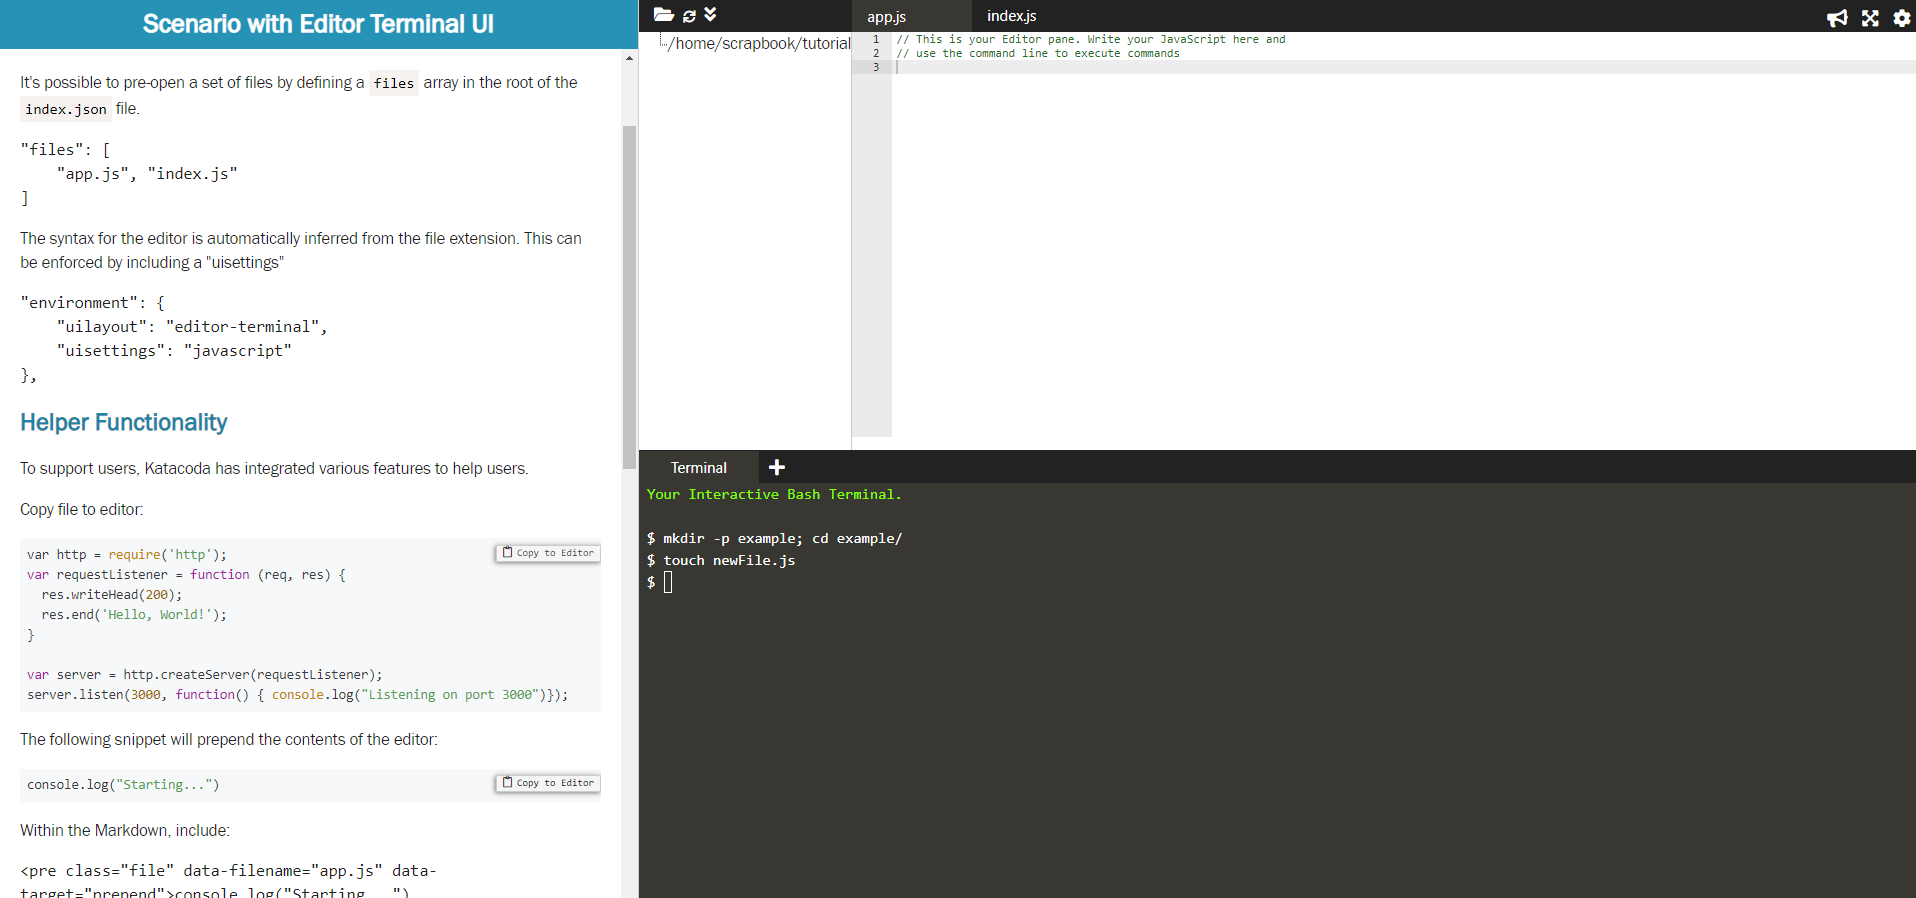 Scenario with Editor Terminal UI
It's possible to pre-open a set of files by defining a files array in the root of the
index.json file.
"files": [
    "app.js", "index.js"
]
The syntax for the editor is automatically inferred from the file extension. This can
be enforced by including a "uisettings"
"environment": {
    "uilayout": "editor-terminal",
    "uisettings": "javascript"
},
Helper Functionality
To support users, Katacoda has integrated various features to help users.
Copy file to editor:
var http = require('http');
Copy to Editor
var requestListener = function (req, res) {
  res.writeHead(200);
  res.end('Hello, World!');
}
var server = http.createServer(requestListener);
server.listen(3000, function() { console.log("Listening on port 3000")});
The following snippet will prepend the contents of the editor:
console.log("Starting...")
Copy to Editor
Within the Markdown, include:
<pre class="file" data-filename="app.js" data-
target="prepend">console.log("Starting...")
/home/scrapbook/tutorial
app.js index.js
1 // This is your Editor pane. Write your JavaScript here and
2 // use the command line to execute commands
3
Terminal
Your Interactive Bash Terminal.
$ mkdir -p example; cd example/
$ touch newFile.js
$